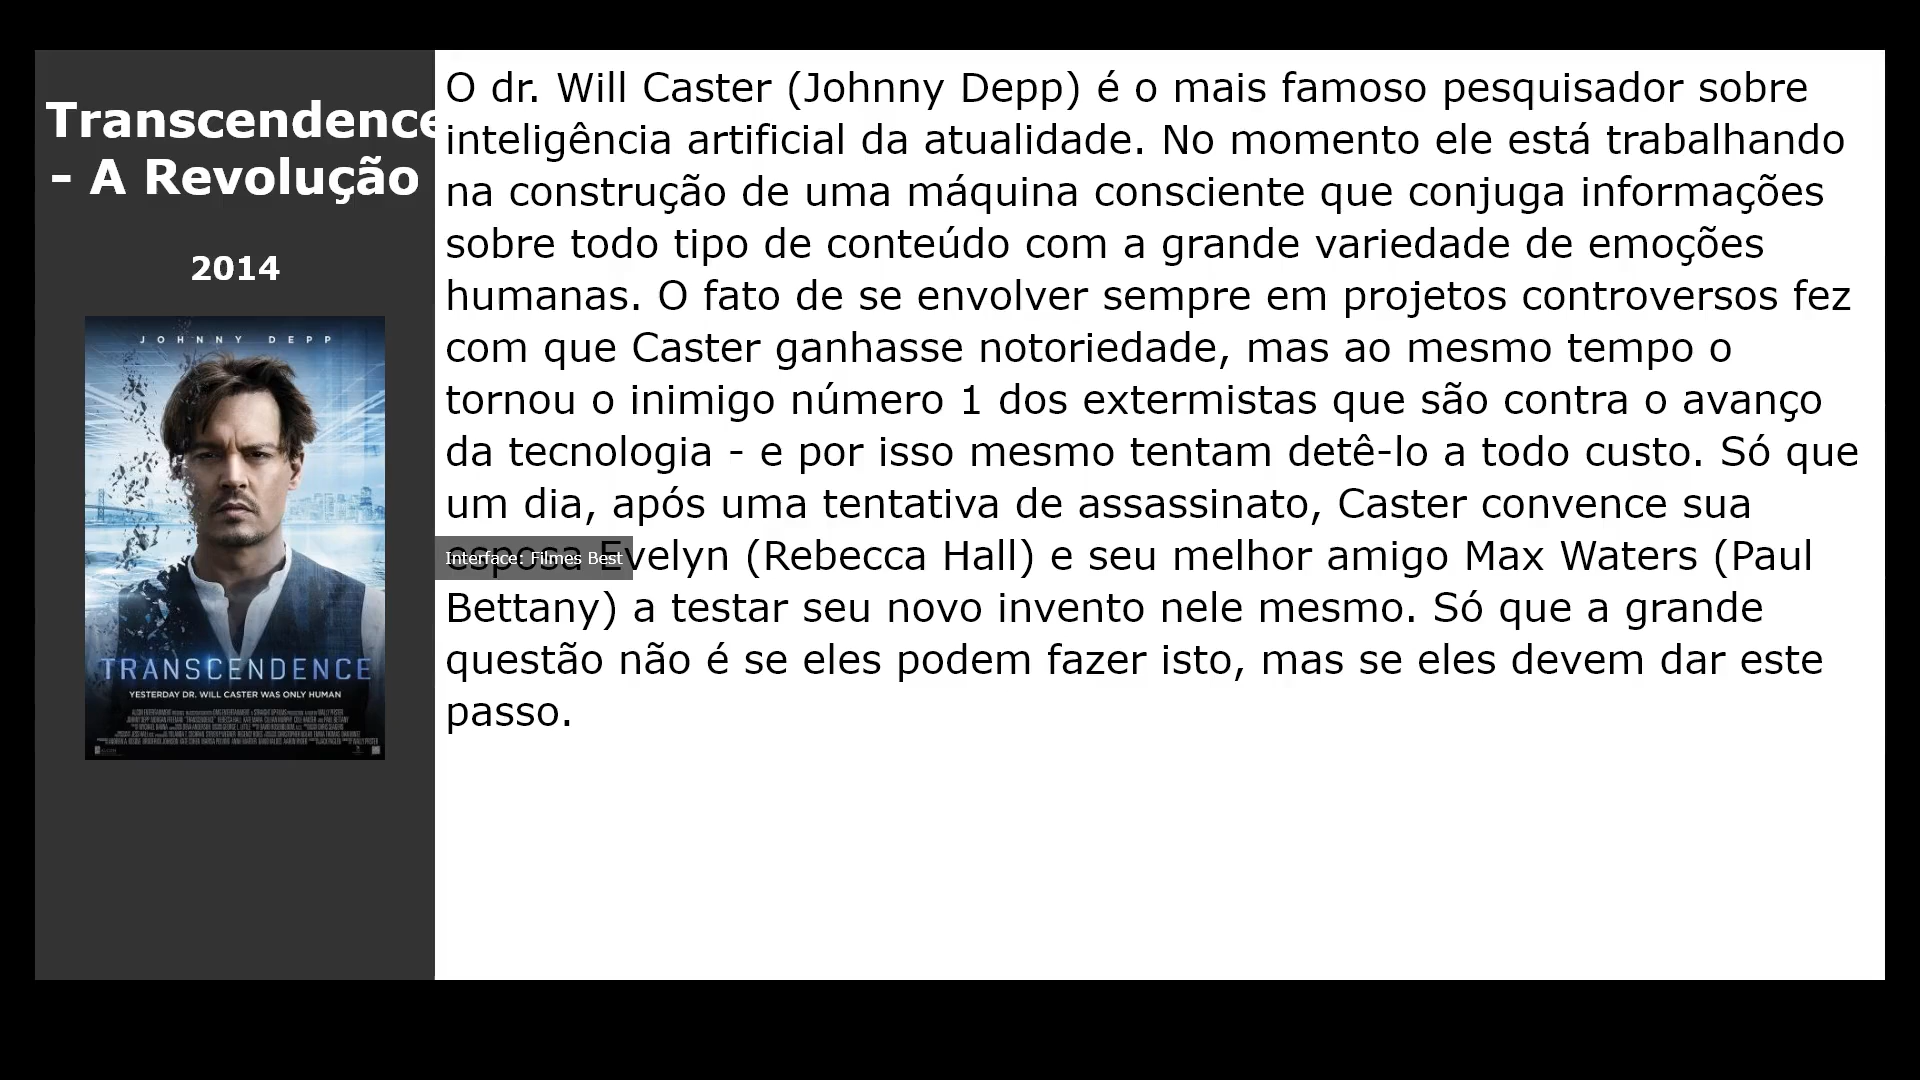 Transcendence
- A Revolução
2014
JOHNNY DEPP
TRANSCENDENCE
YESTERDAY DR. WILL CASTER WAS ONLY HUMAN
O dr. Will Caster (Johnny Depp) é o mais famoso pesquisador sobre
inteligência artificial da atualidade. No momento ele está trabalhando
na construção de uma máquina consciente que conjuga informações
sobre todo tipo de conteúdo com a grande variedade de emoções
humanas. O fato de se envolver sempre em projetos controversos fez
com que Caster ganhasse notoriedade, mas ao mesmo tempo o
tornou o inimigo número 1 dos extermistas que são contra o avanço
da tecnologia - e por isso mesmo tentam detê-lo a todo custo. Só que
um dia, após uma tentativa de assassinato, Caster convence sua
esposa Evelyn (Rebecca Hall) e seu melhor amigo Max Waters (Paul
Interface: Filmes Best
Bettany) a testar seu novo invento nele mesmo. Só que a grande
questão não é se eles podem fazer isto, mas se eles devem dar este
passo.